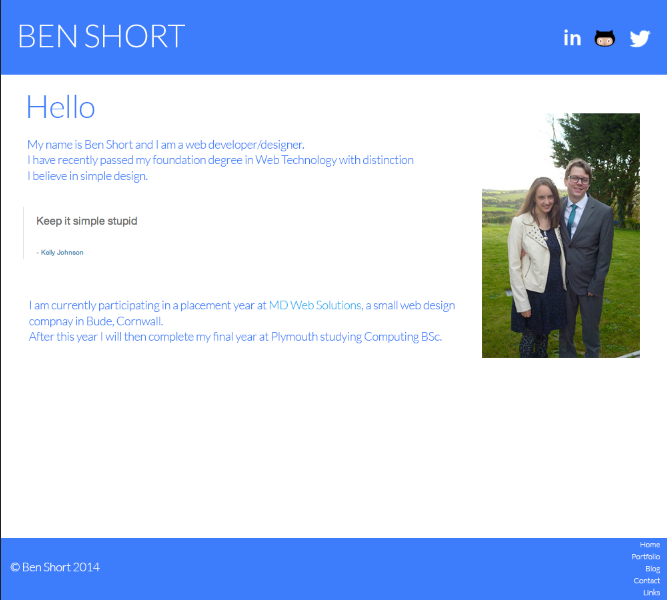 BEN SHORT
in
Hello
My name is Ben Short and I am a web developer/designer.
I have recently passed my foundation degree in Web Technology with distinction
I believe in simple design.
Keep it simple stupid
- Kelly Johnson
I am currently participating in a placement year at MD Web Solutions, a small web design
compnay in Bude, Cornwall.
After this year I will then complete my final year at Plymouth studying Computing BSc.
Home
Portfolio
Blog
Contact
Links
© Ben Short 2014